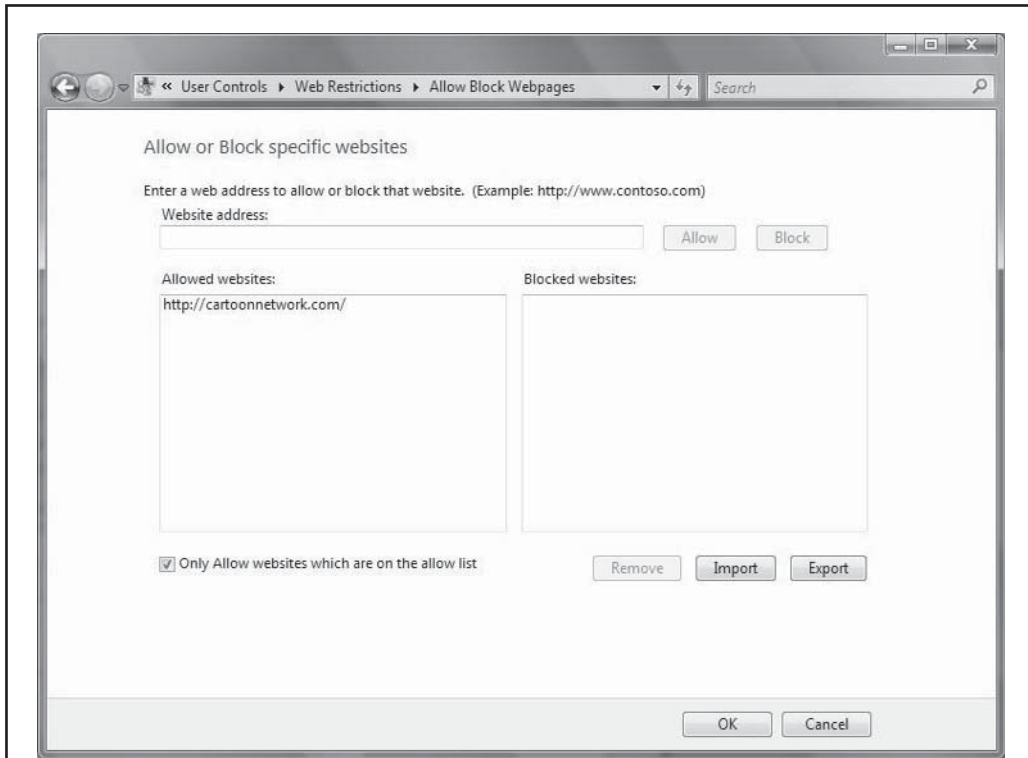 « User Controls ▸ Web Restrictions ▸ Allow Block Webpages
Search
Allow or Block specific websites
Enter a web address to allow or block that website. (Example: http://www.contoso.com)
Website address:
Allow
Block
Allowed websites:
Blocked websites:
http://cartoonnetwork.com/
Only Allow websites which are on the allow list
Remove
Import
Export
OK
Cancel